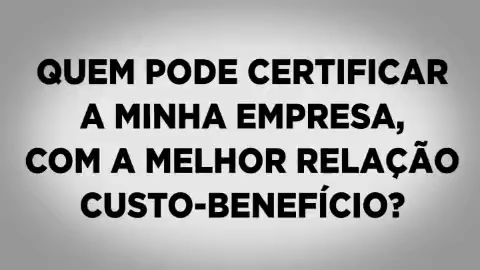 QUEM PODE CERTIFICAR
A MINHA EMPRESA,
COM A MELHOR RELAÇÃO
CUSTO-BENEFÍCIO?